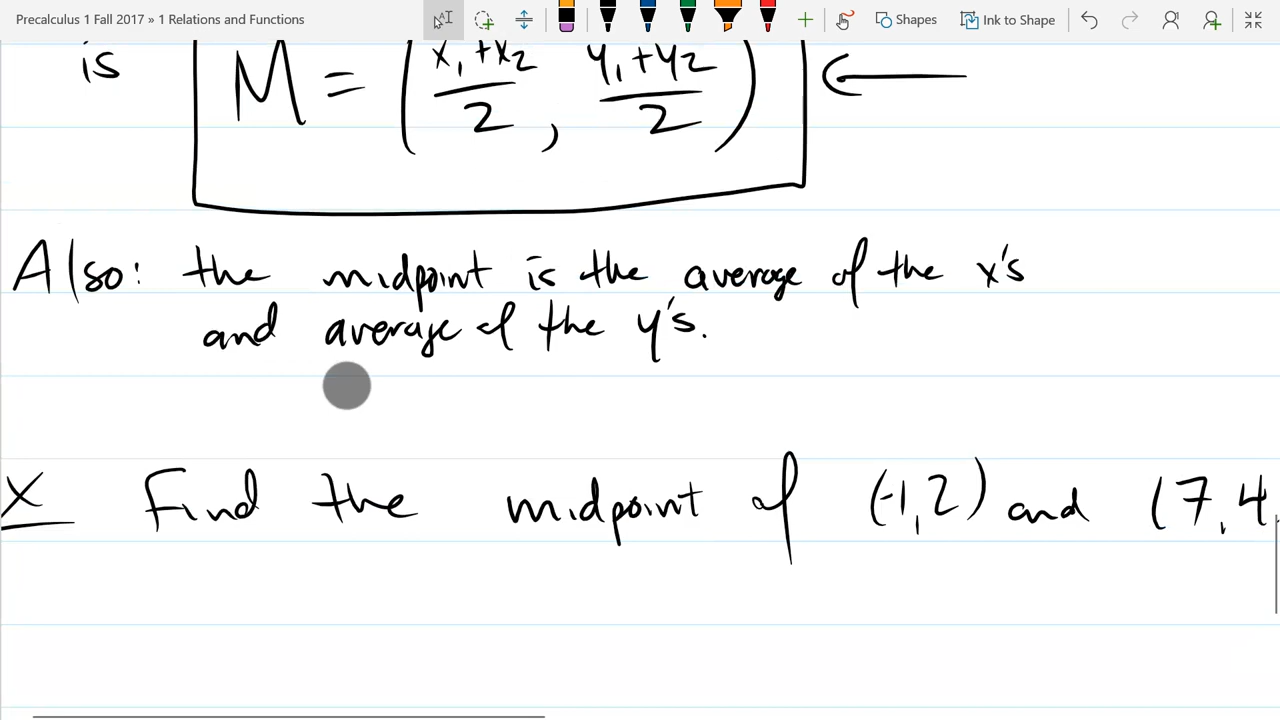 Precalculus 1 Fall 2017 » 1 Relations and Functions
Shapes
Ink to Shape
is M = (x₁+x₂/2, y₁+y₂/2)
Also: the midpoint is the average of the x's
and average of the y's.
X Find the midpoint of (-1,2) and (7,4